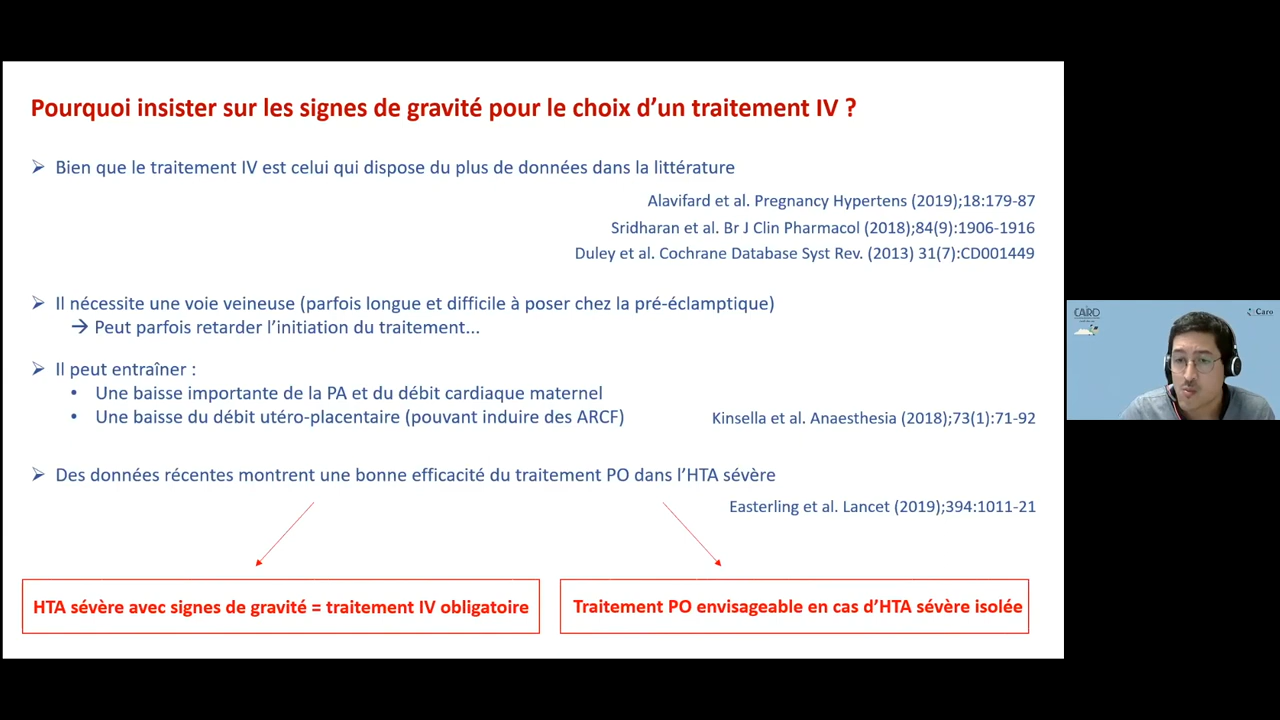 Pourquoi insister sur les signes de gravité pour le choix d'un traitement IV ?
➢ Bien que le traitement IV est celui qui dispose du plus de données dans la littérature
Alavifard et al. Pregnancy Hypertens (2019);18:179-87
Sridharan et al. Br J Clin Pharmacol (2018);84(9):1906-1916
Duley et al. Cochrane Database Syst Rev. (2013) 31(7):CD001449
➢ Il nécessite une voie veineuse (parfois longue et difficile à poser chez la pré-éclamptique)
→ Peut parfois retarder l'initiation du traitement...
➢ Il peut entraîner :
• Une baisse importante de la PA et du débit cardiaque maternel
• Une baisse du débit utéro-placentaire (pouvant induire des ARCF)
Kinsella et al. Anaesthesia (2018);73(1):71-92
➢ Des données récentes montrent une bonne efficacité du traitement PO dans l'HTA sévère
Easterling et al. Lancet (2019);394:1011-21
HTA sévère avec signes de gravité = traitement IV obligatoire
Traitement PO envisageable en cas d'HTA sévère isolée
CARO
Caro